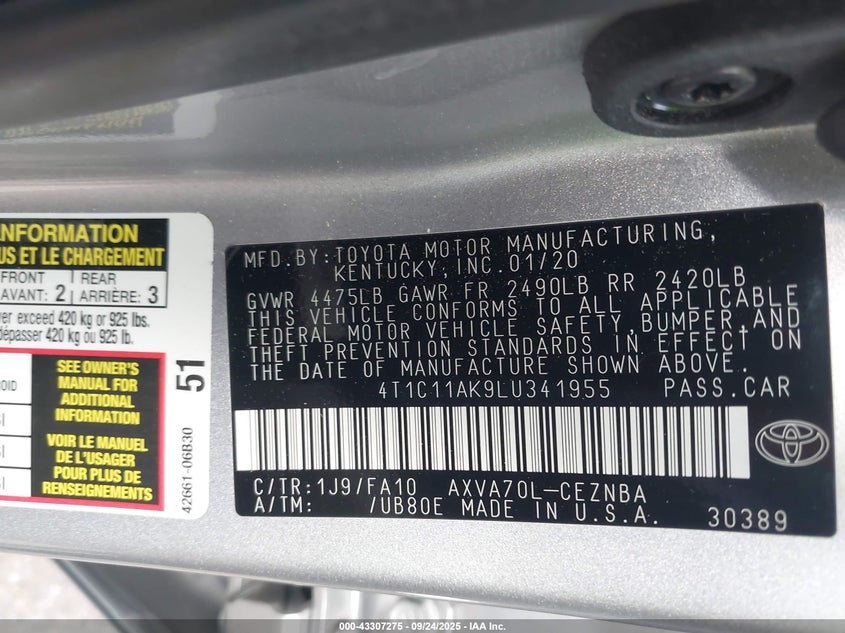 INFORMATION
US ET LE CHARGEMENT
FRONT
AVANT: 2
REAR
ARRIÈRE: 3
er exceed 420 kg or 925 lbs.
dépasser 420 kg ou 925 lb.
SEE OWNER'S
MANUAL FOR
ADDITIONAL
INFORMATION
VOIR LE MANUEL
DE L'USAGER
POUR PLUS DE
RENSEIGNEMENTS
51
42661-06B30
MFD.BY:TOYOTA MOTOR MANUFACTURING,
KENTUCKY,INC.01/20
GVWR 4475LB GAWR FR 2490LB RR 2420LB
THIS VEHICLE CONFORMS TO ALL APPLICABLE
FEDERAL MOTOR VEHICLE SAFETY,BUMPER,AND
THEFT PREVENTION STANDARDS IN EFFECT ON
THE DATE OF MANUFACTURE SHOWN ABOVE.
4T1C11AK9LU341955 PASS.CAR
C/TR:1J9/FA10 AXVA70L-CEZNBA
A/TM: /UB80E MADE IN U.S.A. 30389
000-43307275 - 09/24/2025 - IAA, Inc.